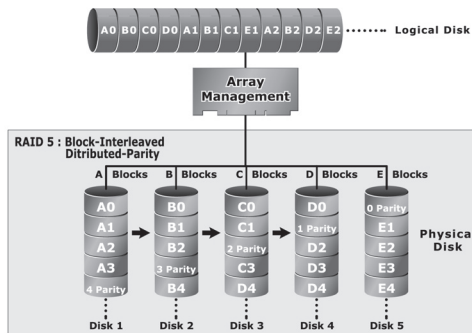 A0 B0 C0 D0 A1 B1 C1 E1 A2 B2 D2 E2 Logical Disk
Array
Management
RAID 5 : Block-Interleaved
Ditributed-Parity
A Blocks B Blocks C Blocks D Blocks E Blocks
A0 B0 C0 D0 0 Parity
A1 B1 C1 1 Parity E1
A2 B2 2 Parity D2 E2
A3 3 Parity C3 D3 E3
4 Parity B4 D4 D4 E4
Physical
Disk
Disk 1 Disk 2 Disk 3 Disk 4 Disk 5